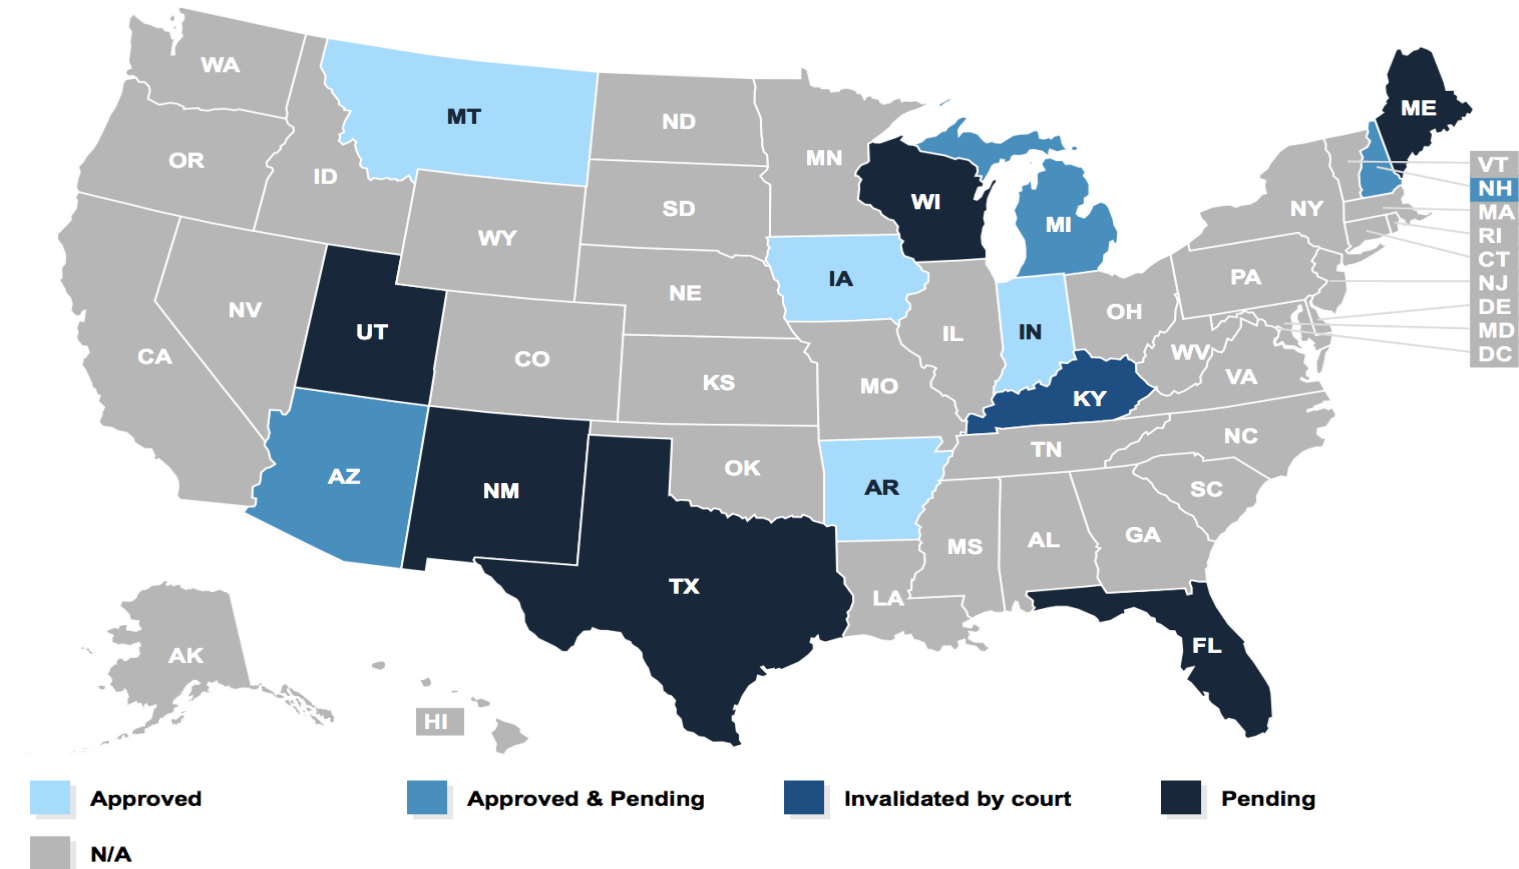 WA
MT
ND
MN
ME
OR
ID
SD
WI
MI
NY
VT
NH
MA
RI
CT
NJ
DE
MD
DC
WY
IA
NE
PA
NV
UT
CO
IL
IN
OH
WV
VA
CA
KS
MO
KY
AZ
NM
OK
AR
TN
NC
SC
MS
AL
GA
TX
LA
FL
AK
HI
Approved
Approved & Pending
Invalidated by court
Pending
N/A